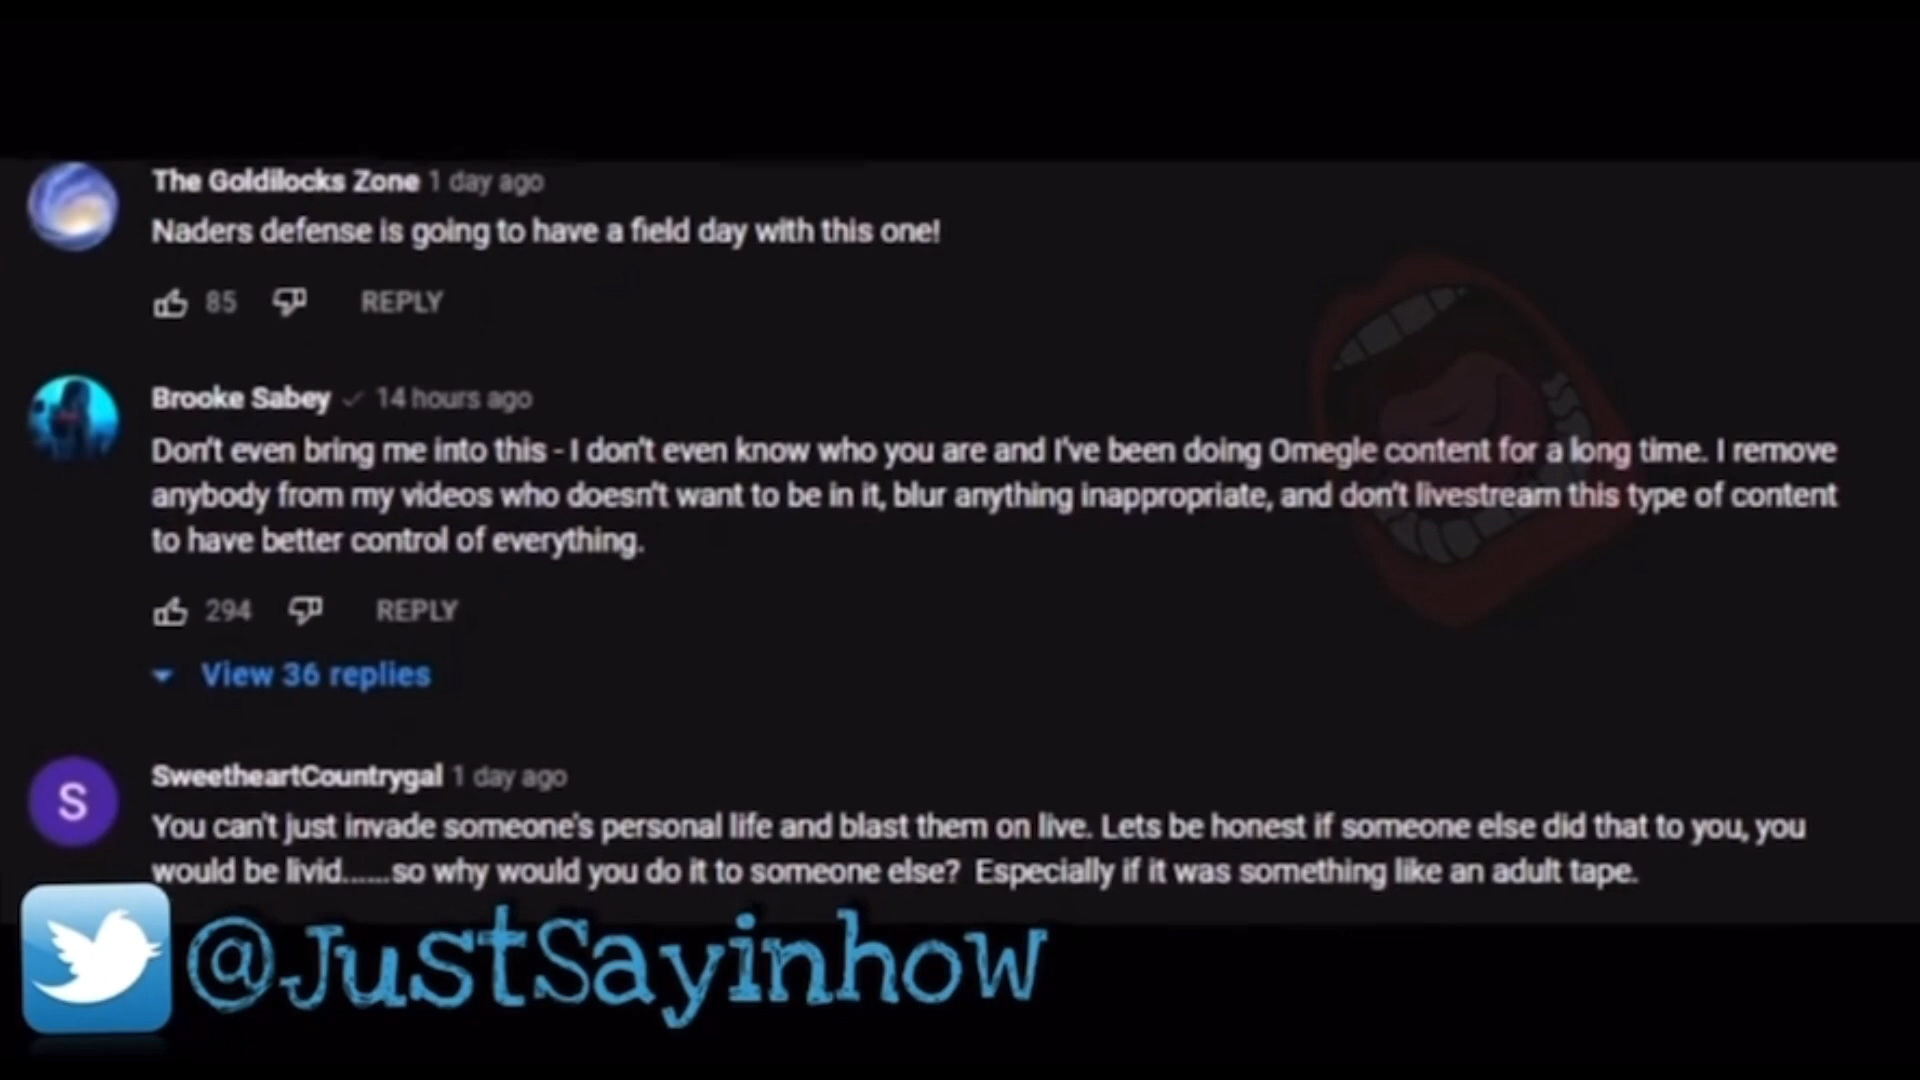 The Goldilocks Zone 1 day ago
Naders defense is going to have a field day with this one!
85 REPLY
Brooke Sabey 14 hours ago
Don't even bring me into this - I don't even know who you are and I've been doing Omegle content for a long time. I remove
anybody from my videos who doesn't want to be in it, blur anything inappropriate, and don't livestream this type of content
to have better control of everything.
294 REPLY
View 36 replies
S
SweetheartCountrygal 1 day ago
You can't just invade someone's personal life and blast them on live. Lets be honest if someone else did that to you, you
would be livid......so why would you do it to someone else? Especially if it was something like an adult tape.
@JustSayinhow